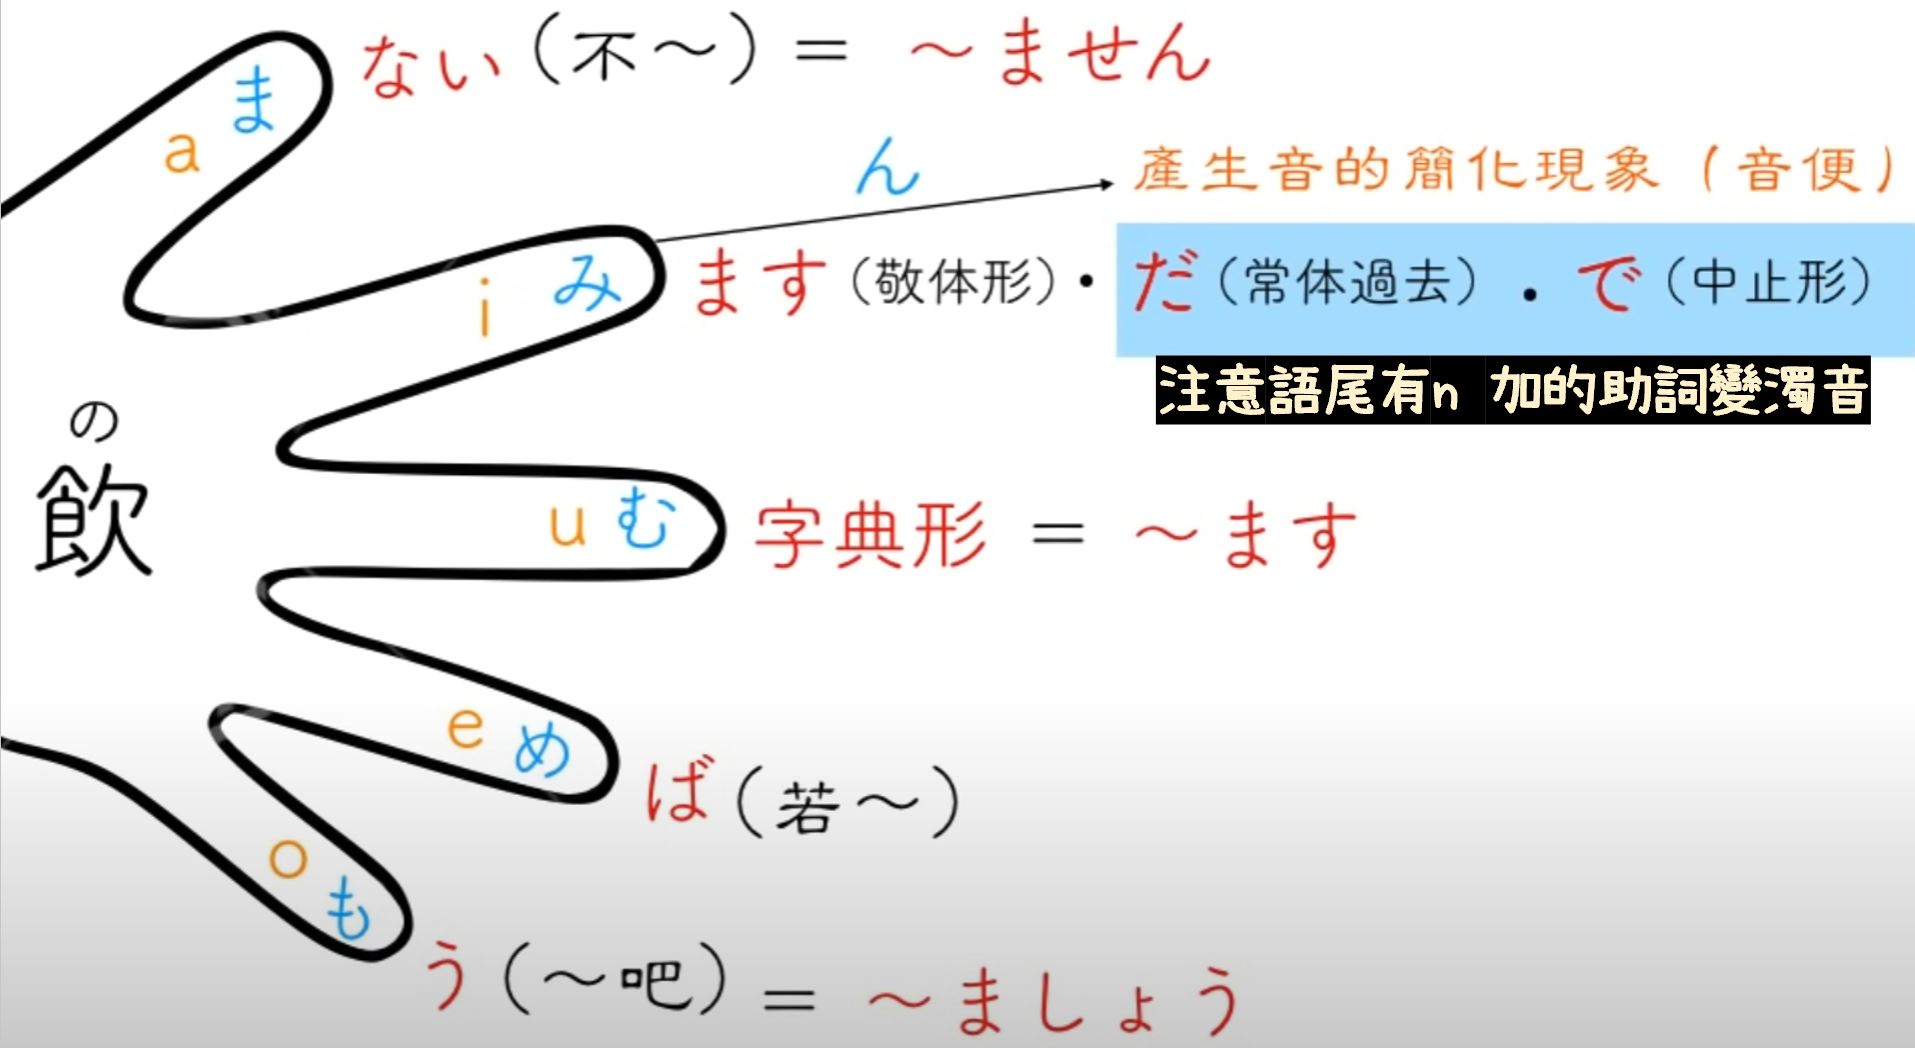 ま ない（不～）= ～ません
a
ん 產生音的簡化現象（音便）
i み ます（敬体形）・だ（常体過去）．で（中止形）
注意語尾有n 加的助詞變濁音
の
飲
u む 字典形 = ～ます
e め ば（若～）
o も う（～吧）= ～ましょう